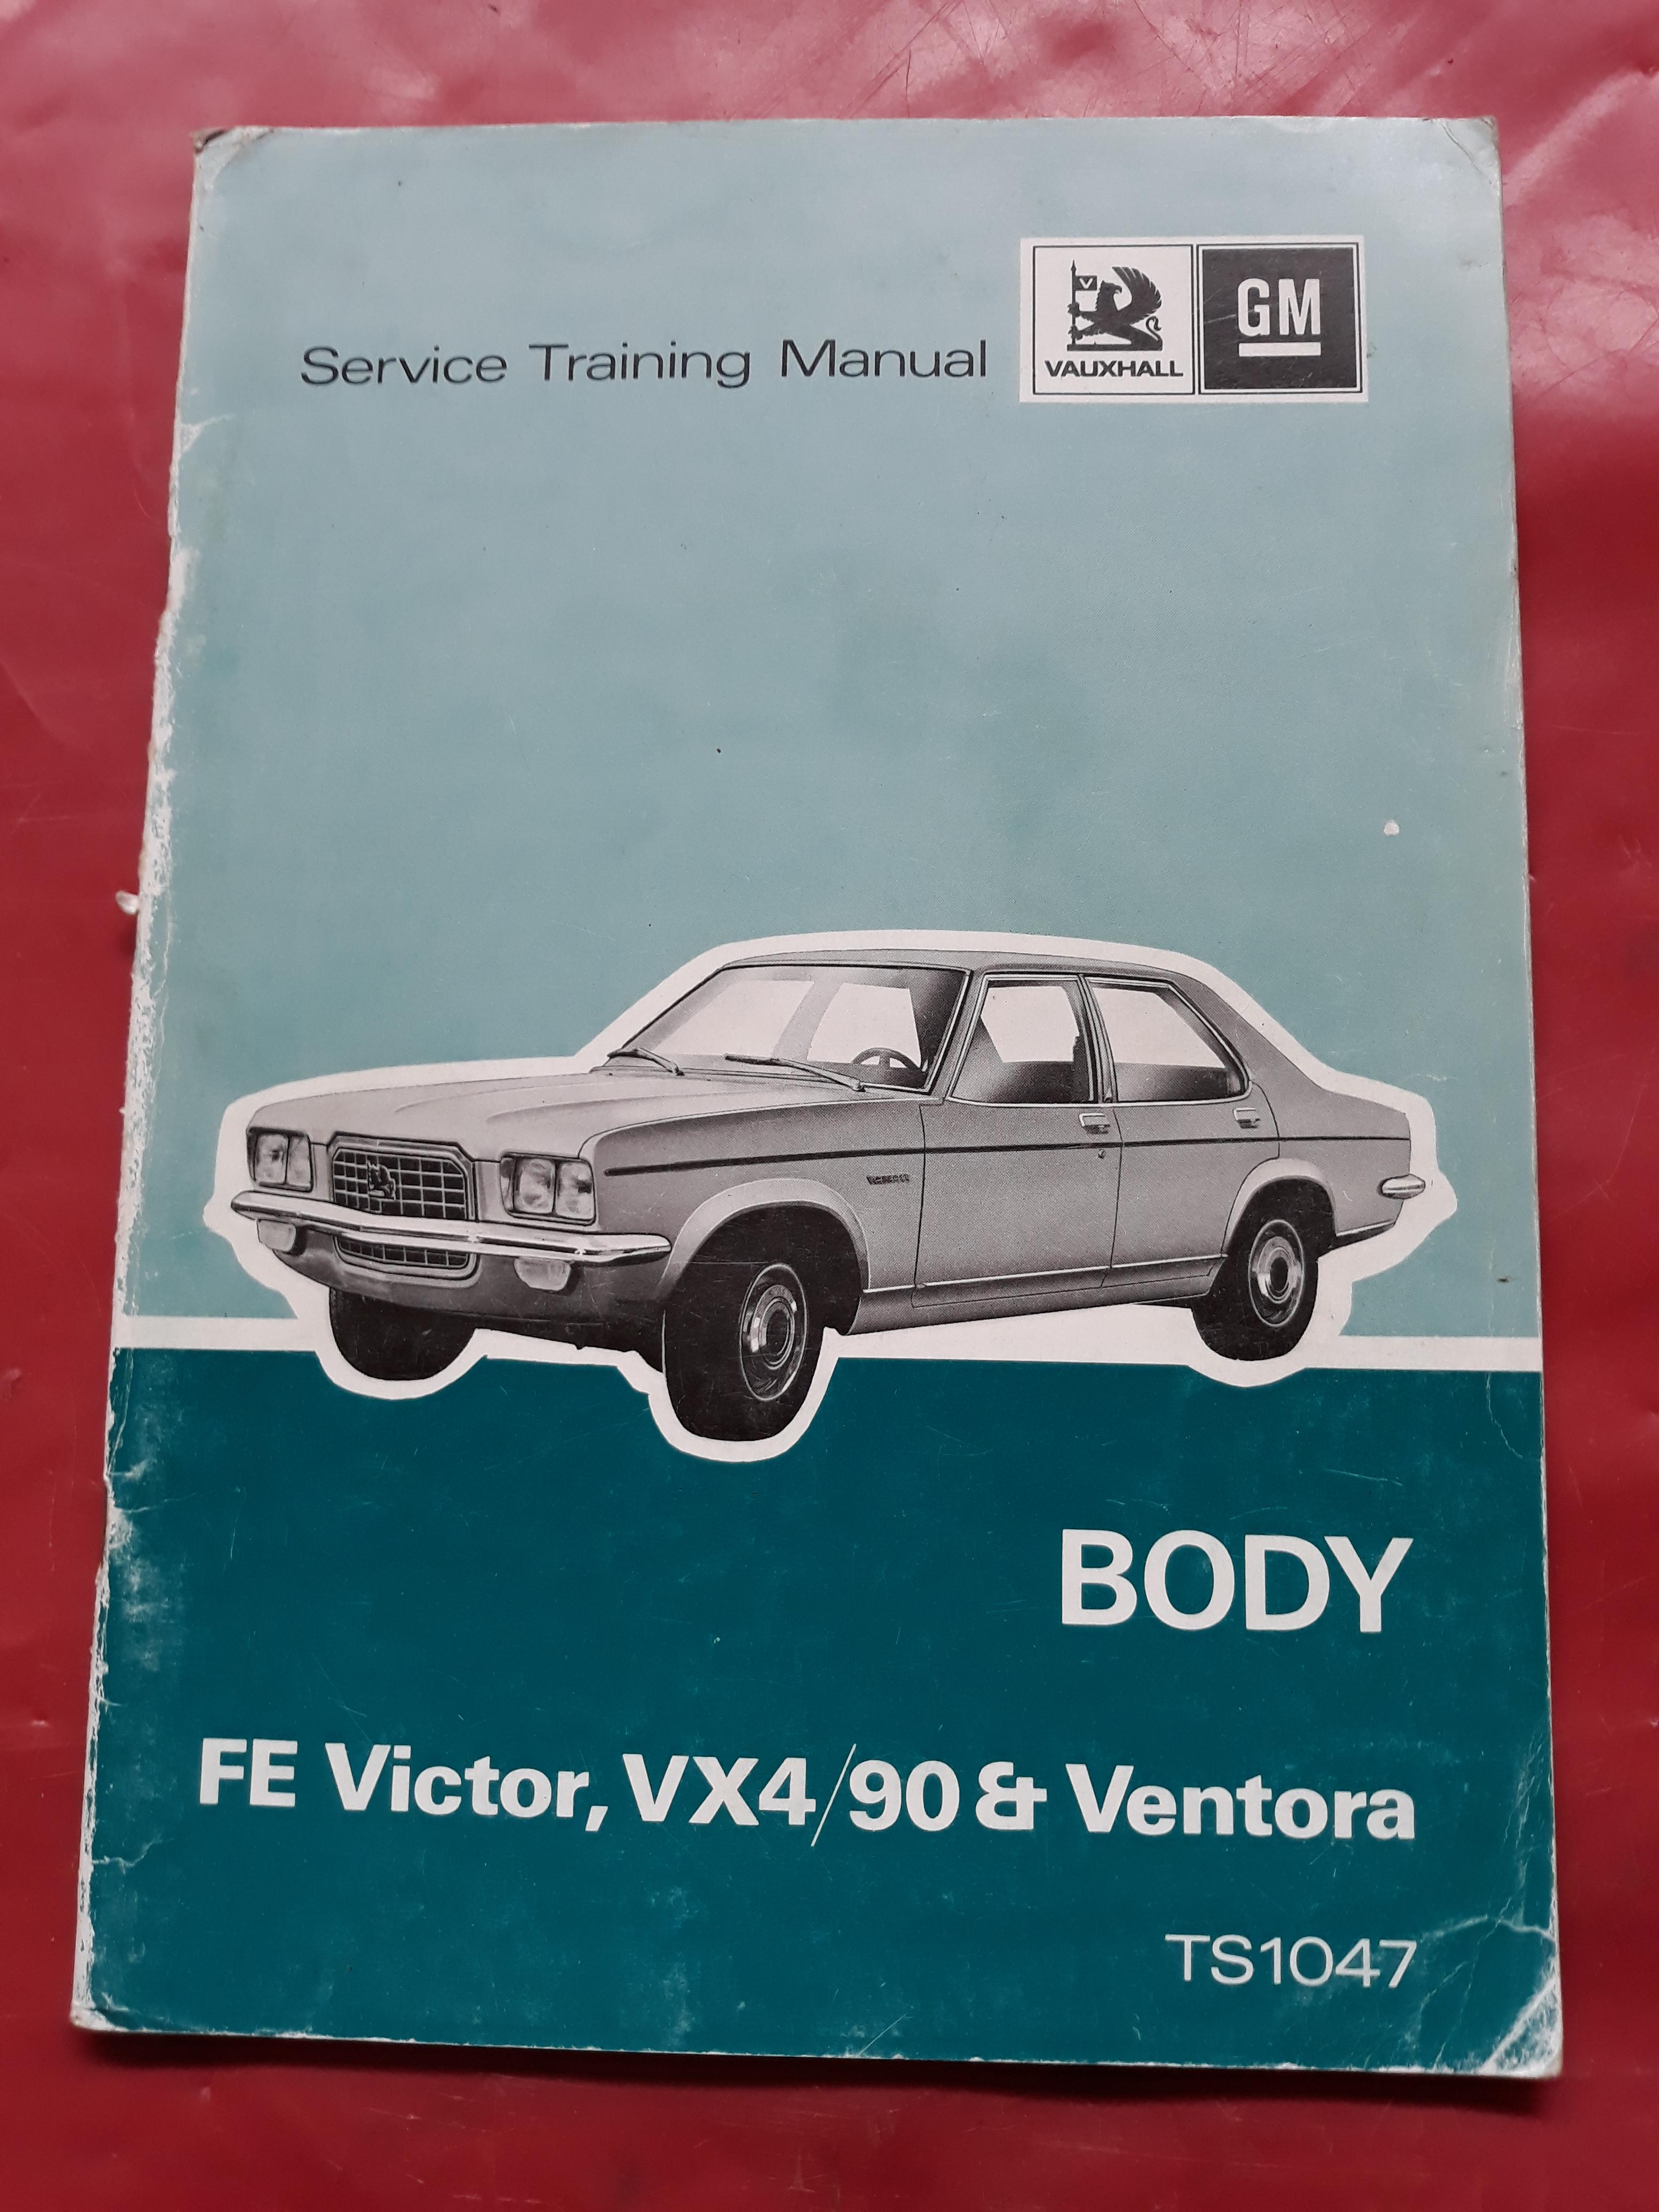 Service Training Manual
V
VAUXHALL
GM
BODY
FE Victor, VX4/90 & Ventora
TS1047